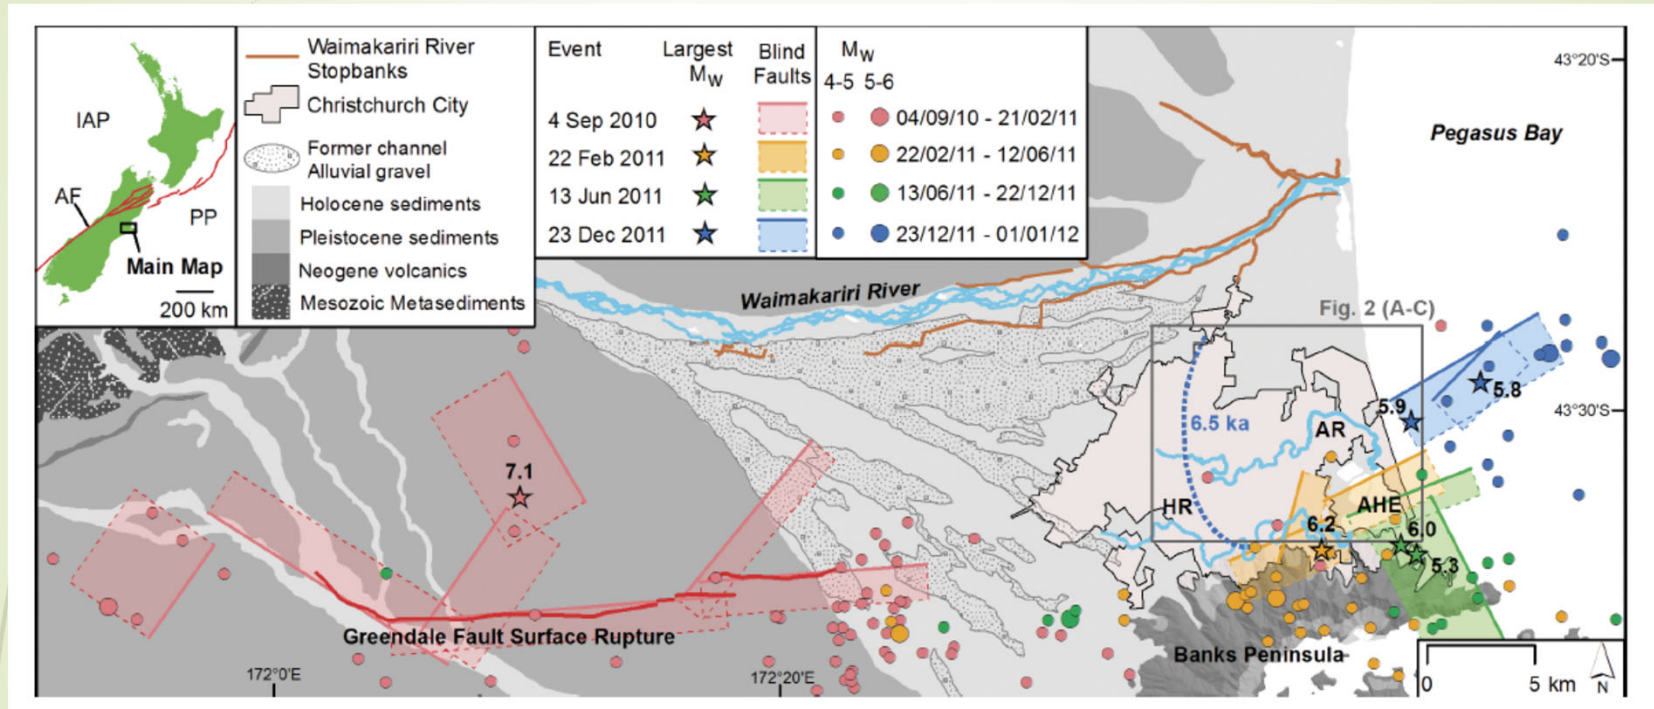 IAP
AF
PP
Main Map
200 km
Waimakariri River
Stopbanks
Christchurch City
Former channel
Alluvial gravel
Holocene sediments
Pleistocene sediments
Neogene volcanics
Mesozoic Metasediments
Event Largest Mw Blind Faults
4 Sep 2010
22 Feb 2011
13 Jun 2011
23 Dec 2011
Mw
4-5 5-6
04/09/10 - 21/02/11
22/02/11 - 12/06/11
13/06/11 - 22/12/11
23/12/11 - 01/01/12
43°20'S
Pegasus Bay
Waimakariri River
Fig. 2 (A-C)
5.8
5.9
43°30'S
6.5 ka
AR
7.1
HR
AHE
6.2
6.0
5.3
Greendale Fault Surface Rupture
Banks Peninsula
172°0'E
172°20'E
0 5 km
N